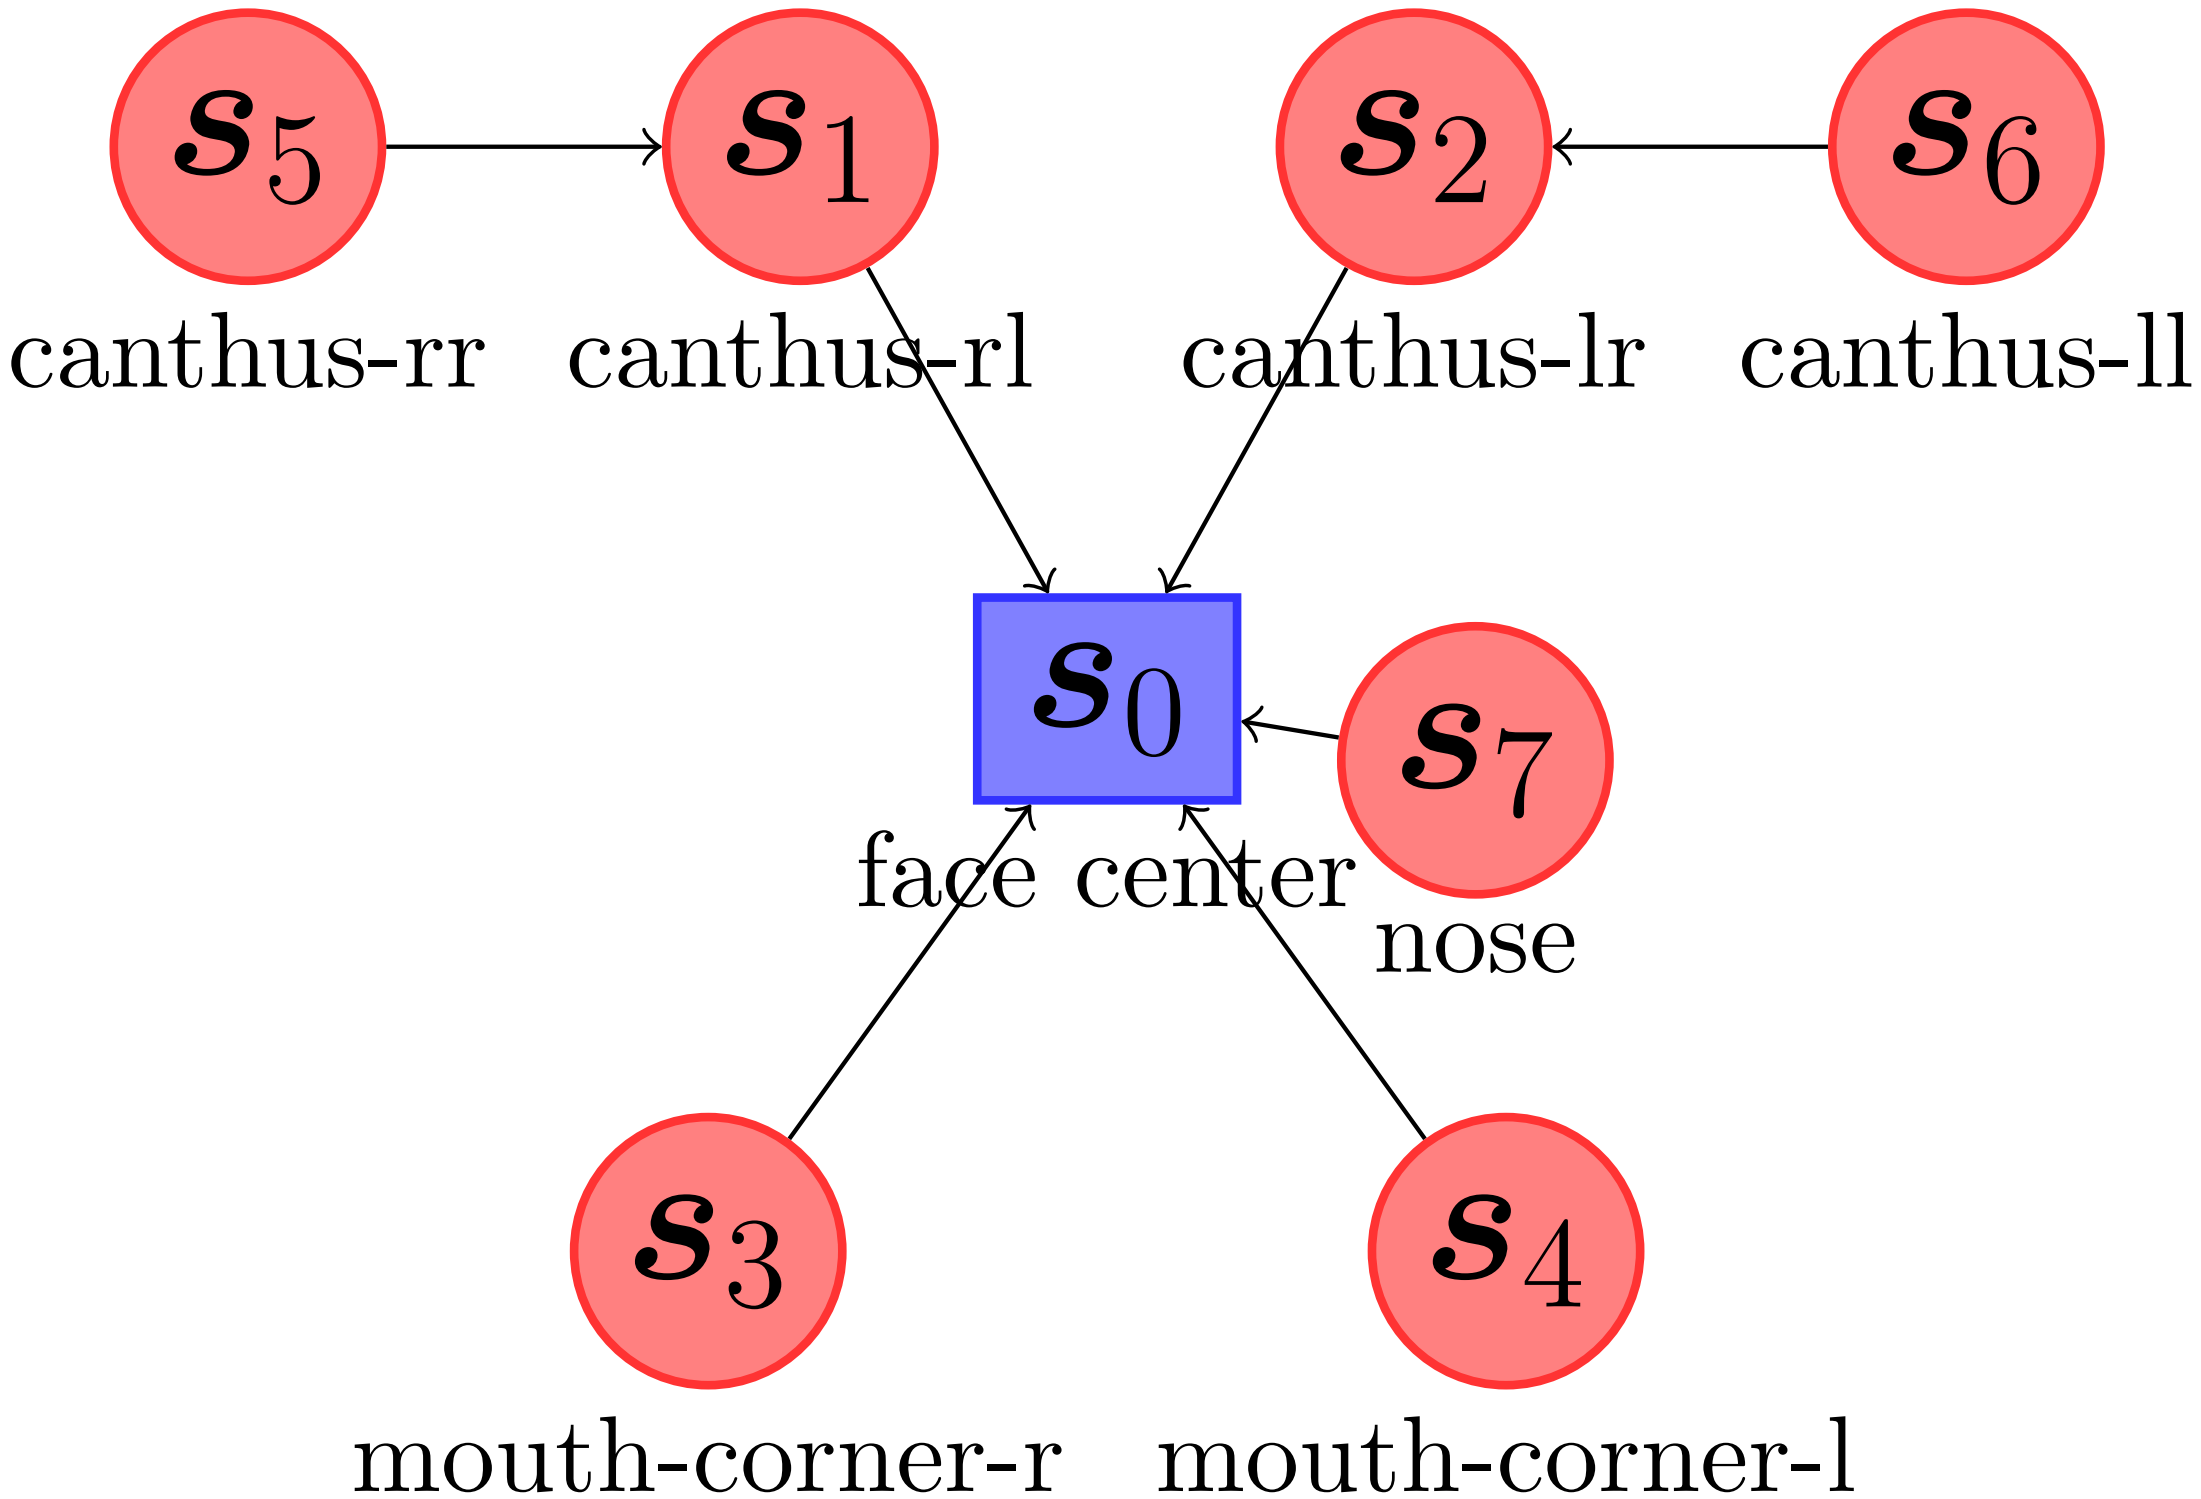 s5 s1 s2 s6
canthus-rr canthus-rl canthus-lr canthus-ll
s0
s7
face center
nose
s3 s4
mouth-corner-r mouth-corner-l